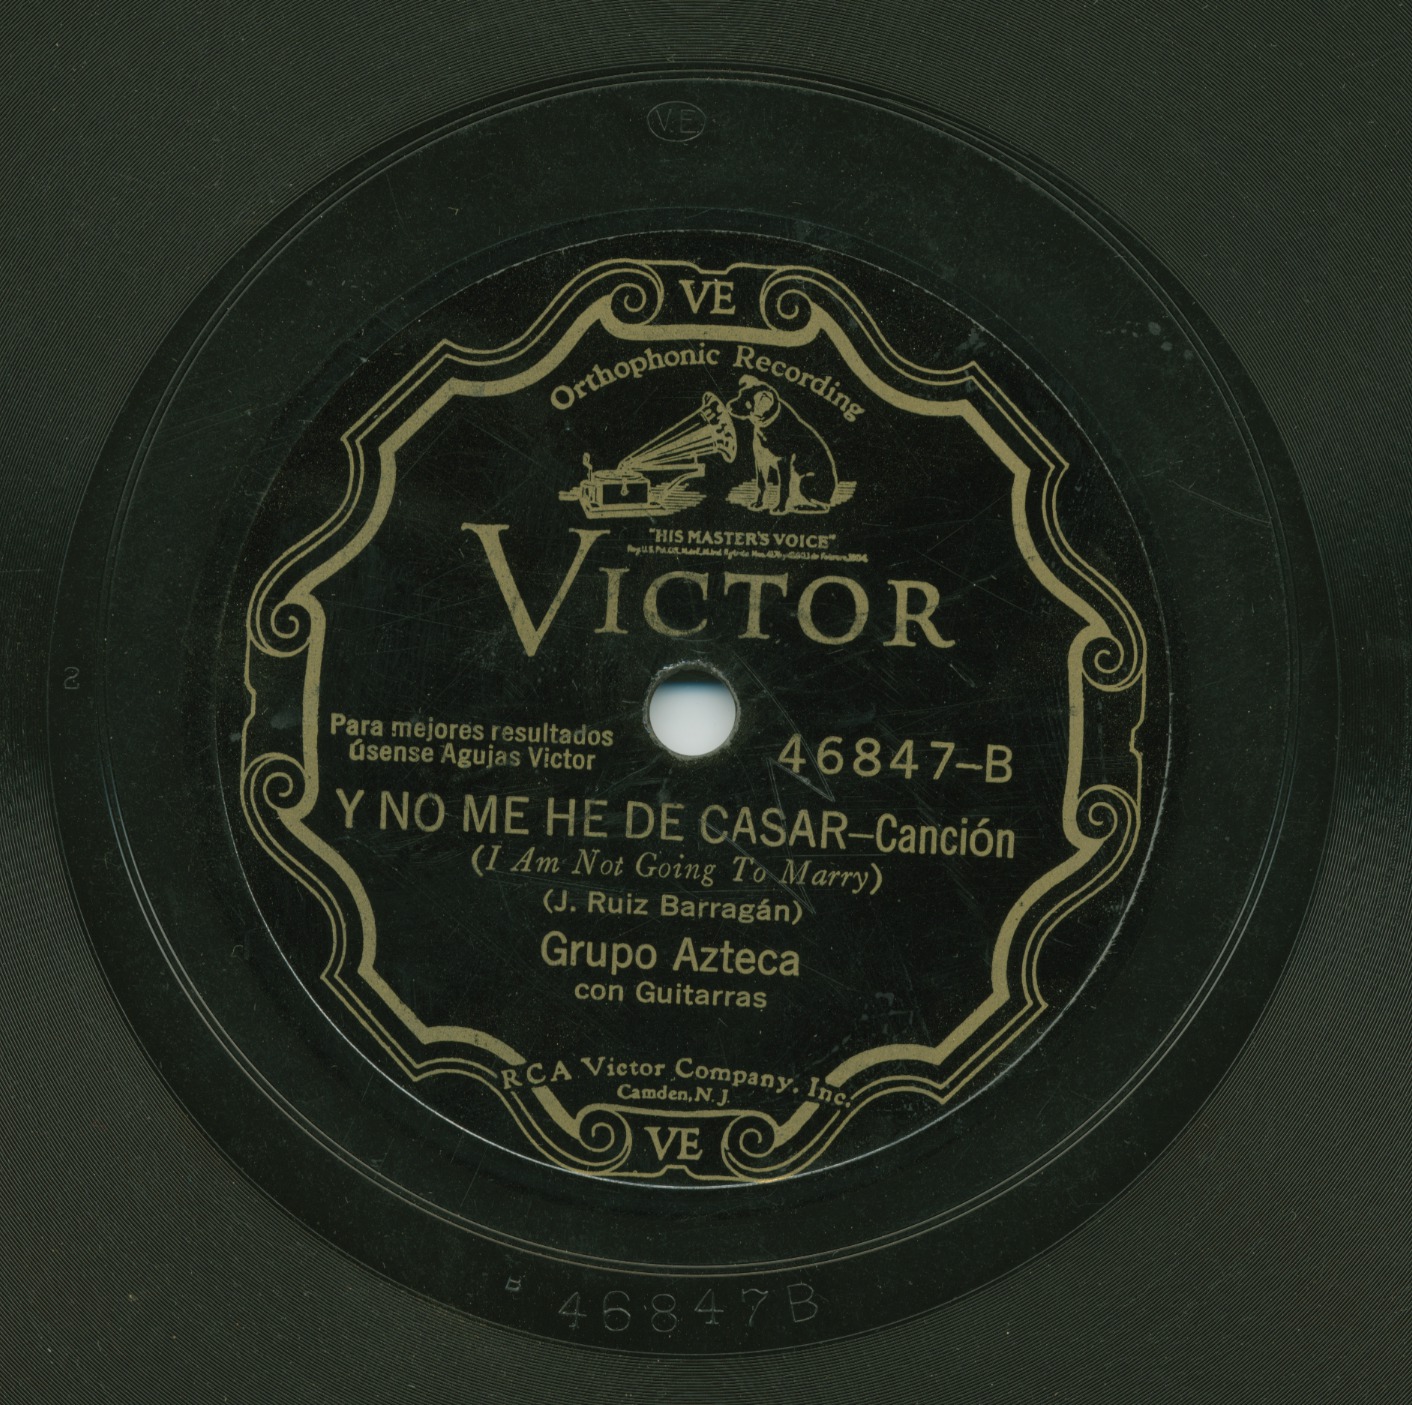 V.E.
VE
Orthophonic Recording
"HIS MASTER'S VOICE"
VICTOR
Para mejores resultados
úsense Agujas Victor
46847-B
Y NO ME HE DE CASAR—Canción
(I Am Not Going To Marry)
(J. Ruiz Barragán)
Grupo Azteca
con Guitarras
RCA Victor Company, Inc.
Camden, N. J.
VE
2
B
46847B